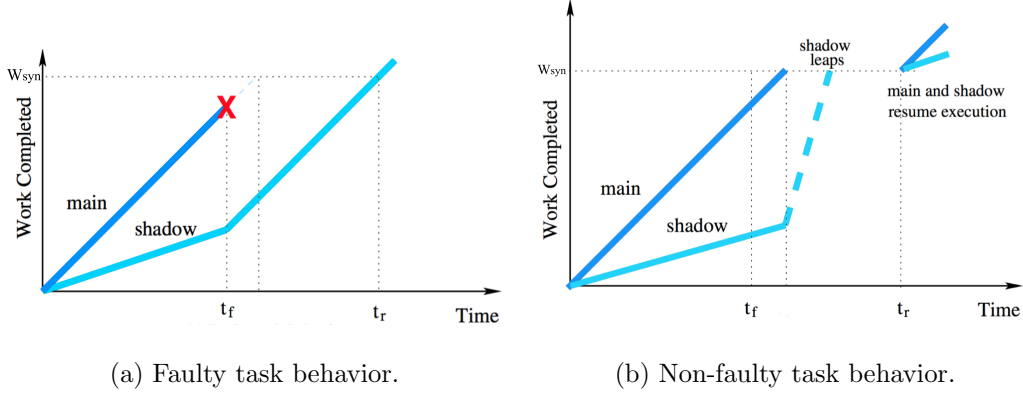 Wsyn
Work Completed
main
shadow
X
tf
tr
Time
(a) Faulty task behavior.
Wsyn
Work Completed
main
shadow
shadow
leaps
main and shadow
resume execution
tf
tr
Time
(b) Non-faulty task behavior.